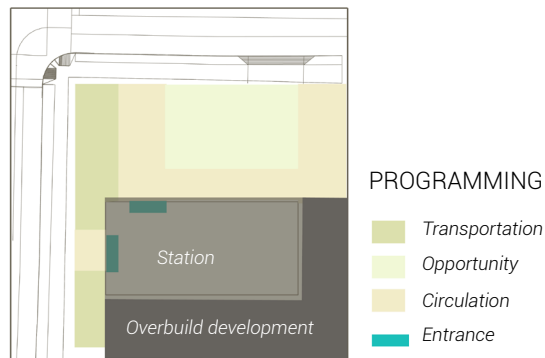 PROGRAMMING
Transportation
Opportunity
Circulation
Entrance
Station
Overbuild development